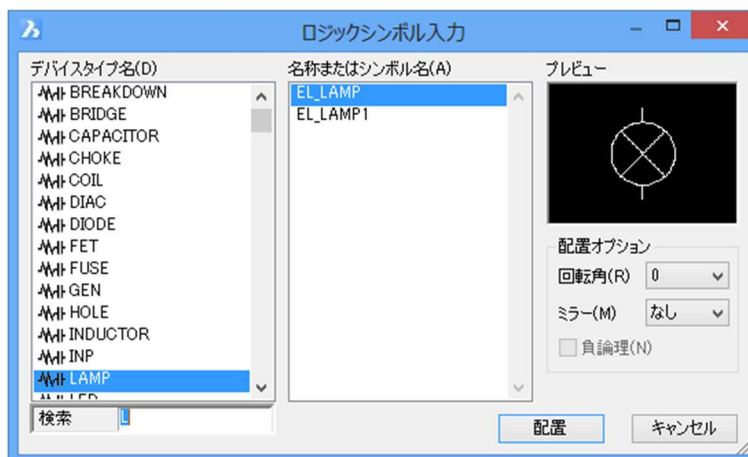 ロジックシンボル入力
デバイスタイプ名(D)
BREAKDOWN
BRIDGE
CAPACITOR
CHOKE
COIL
DIAC
DIODE
FET
FUSE
GEN
HOLE
INDUCTOR
INP
LAMP
LED
検索 L
名称またはシンボル名(A)
EL_LAMP
EL_LAMP1
プレビュー
配置オプション
回転角(R) 0
ミラー(M) なし
負論理(N)
配置 キャンセル